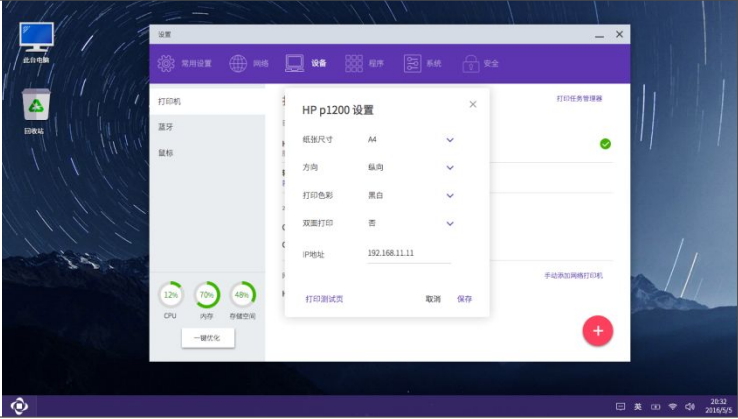 此台电脑
回收站
设置
常用设置
网络
设备
程序
系统
安全
打印机
蓝牙
鼠标
打印任务管理器
HP p1200 设置
纸张尺寸 A4
方向 纵向
打印色彩 黑白
双面打印 否
IP地址 192.168.11.11
打印测试页 取消 保存
手动添加网络打印机
12% 70% 48%
CPU 内存 存储空间
一键优化
英
20:32
2016/5/5